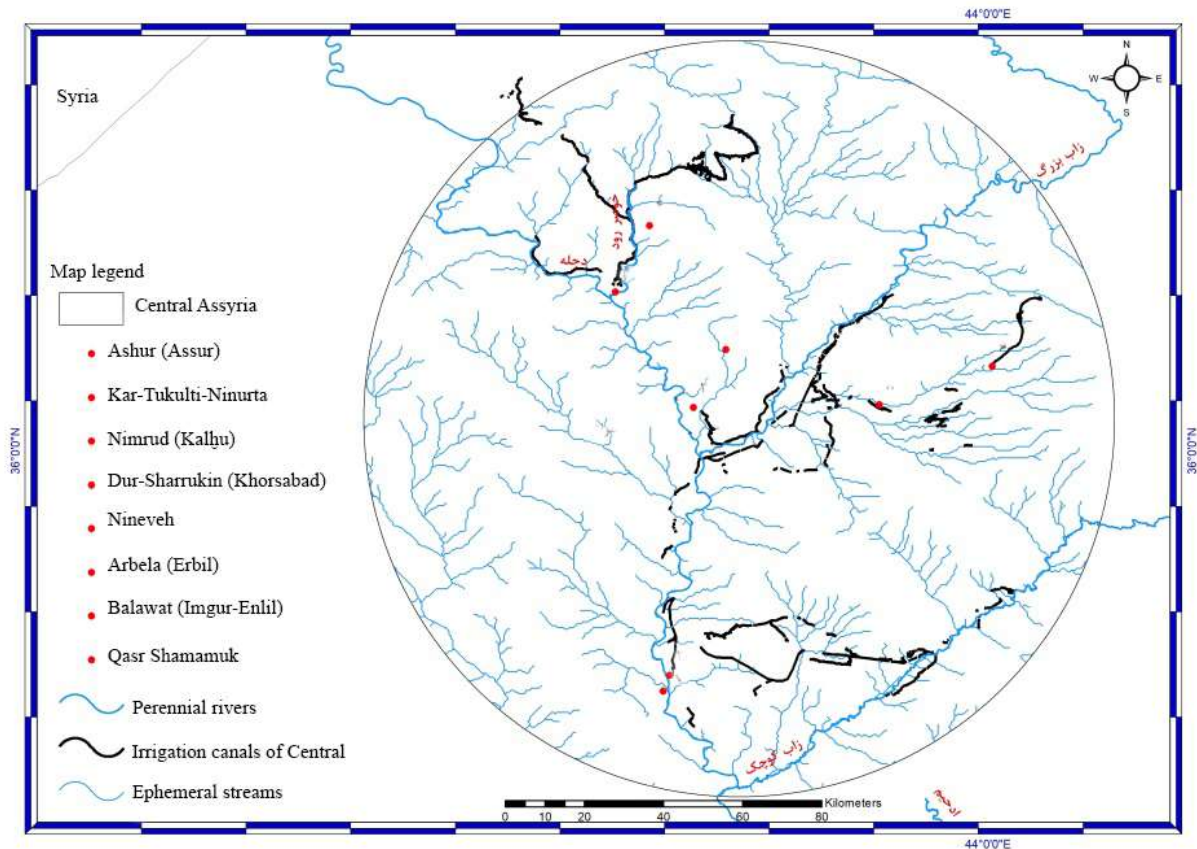 44°0'0"E
N
W E
S
Syria
زاب بزرگ
خوسر رود
دجله
Map legend
Central Assyria
Ashur (Assur)
Kar-Tukulti-Ninurta
Nimrud (Kalḫu)
Dur-Sharrukin (Khorsabad)
Nineveh
Arbela (Erbil)
Balawat (Imgur-Enlil)
Qasr Shamamuk
Perennial rivers
Irrigation canals of Central
Ephemeral streams
36°0'0"N
36°0'0"N
زاب کوچک
Kilometers
0 10 20 40 60 80
44°0'0"E